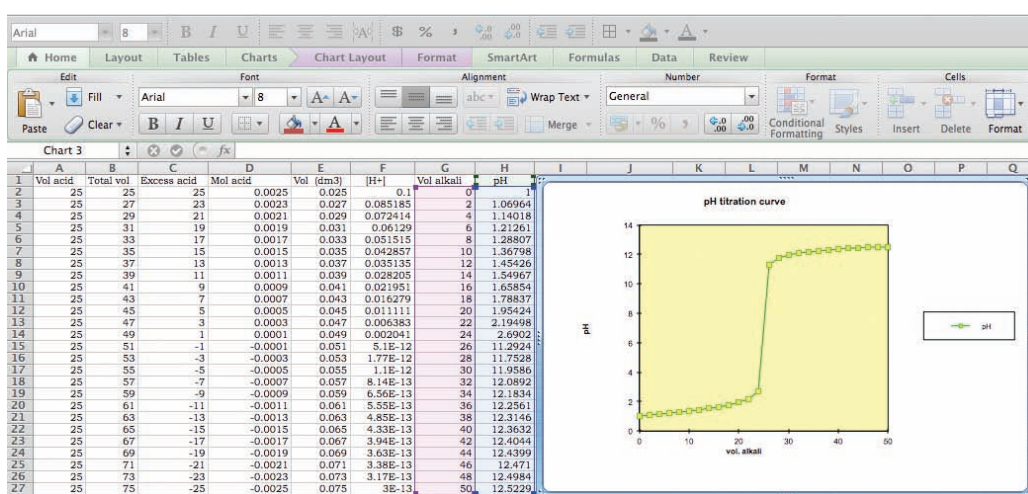 Arial 8 B I U $ % ,
Home Layout Tables Charts Chart Layout Format SmartArt Formulas Data Review
Edit Font Alignment Number Format Cells
Fill Arial 8 A A abc Wrap Text General
Paste Clear B I U A Merge % , Conditional Formatting Styles Insert Delete Format
Chart 3 fx
A B C D E F G H I J K L M N O P Q
1 Vol acid Total vol Excess acid Mol acid Vol (dm3) [H+] Vol alkali pH
2 25 25 25 0.0025 0.025 0.1 0 1
3 25 27 23 0.0023 0.027 0.085185 2 1.06964
4 25 29 21 0.0021 0.029 0.072414 4 1.14018
5 25 31 19 0.0019 0.031 0.06129 6 1.21261
6 25 33 17 0.0017 0.033 0.051515 8 1.28807
7 25 35 15 0.0015 0.035 0.042857 10 1.36798
8 25 37 13 0.0013 0.037 0.035135 12 1.45426
9 25 39 11 0.0011 0.039 0.028205 14 1.54967
10 25 41 9 0.0009 0.041 0.021951 16 1.65854
11 25 43 7 0.0007 0.043 0.016279 18 1.78837
12 25 45 5 0.0005 0.045 0.011111 20 1.95424
13 25 47 3 0.0003 0.047 0.006383 22 2.19498
14 25 49 1 0.0001 0.049 0.002041 24 2.6902
15 25 51 -1 -0.0001 0.051 5.1E-12 26 11.2924
16 25 53 -3 -0.0003 0.053 1.77E-12 28 11.7528
17 25 55 -5 -0.0005 0.055 1.1E-12 30 11.9586
18 25 57 -7 -0.0007 0.057 8.14E-13 32 12.0892
19 25 59 -9 -0.0009 0.059 6.56E-13 34 12.1834
20 25 61 -11 -0.0011 0.061 5.55E-13 36 12.2561
21 25 63 -13 -0.0013 0.063 4.85E-13 38 12.3146
22 25 65 -15 -0.0015 0.065 4.33E-13 40 12.3632
23 25 67 -17 -0.0017 0.067 3.94E-13 42 12.4044
24 25 69 -19 -0.0019 0.069 3.63E-13 44 12.4399
25 25 71 -21 -0.0021 0.071 3.38E-13 46 12.471
26 25 73 -23 -0.0023 0.073 3.17E-13 48 12.4984
27 25 75 -25 -0.0025 0.075 3E-13 50 12.5229
pH titration curve
14
12
10
8
6
4
2
0
pH
0 10 20 30 40 50
vol. alkali
pH